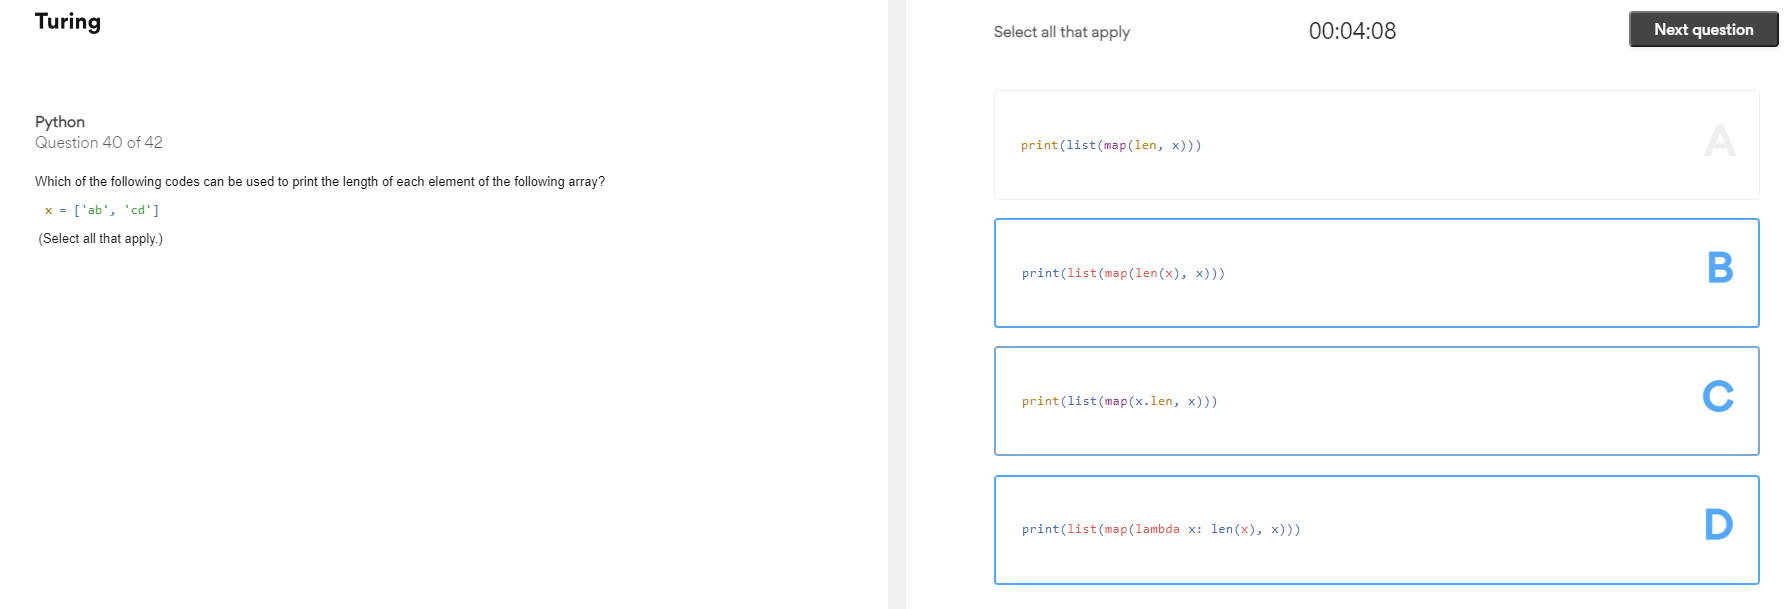 Turing
Python
Question 40 of 42
Which of the following codes can be used to print the length of each element of the following array?
x = ['ab', 'cd']
(Select all that apply.)
Select all that apply
00:04:08
Next question
print(list(map(len, x)))
A
print(list(map(len(x), x)))
B
print(list(map(x.len, x)))
C
print(list(map(lambda x: len(x), x)))
D